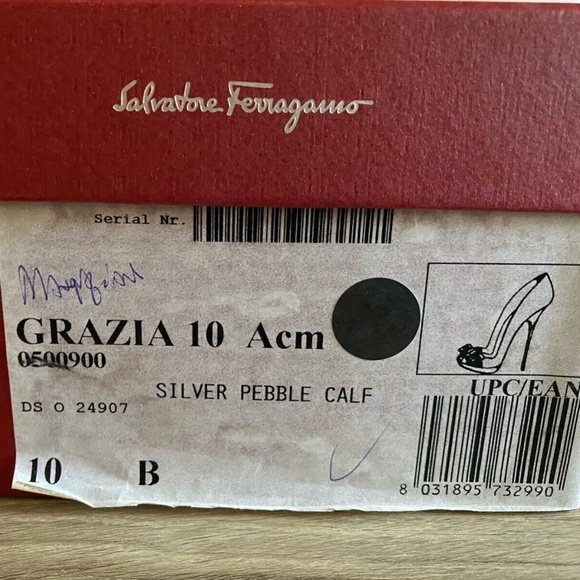 Salvatore Ferragamo
Serial Nr.
GRAZIA 10 Acm
0500900
SILVER PEBBLE CALF
UPC/EAN
DS O 24907
10 B
8 031895 732990